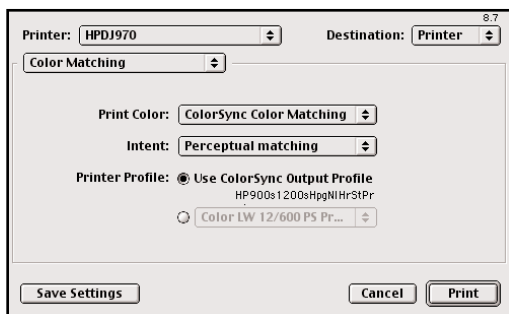 8.7
Printer: HPDJ970 Destination: Printer
Color Matching
Print Color: ColorSync Color Matching
Intent: Perceptual matching
Printer Profile: Use ColorSync Output Profile
HP900s1200sHpgNlHrStPr
Color LW 12/600 PS Pr...
Save Settings Cancel Print